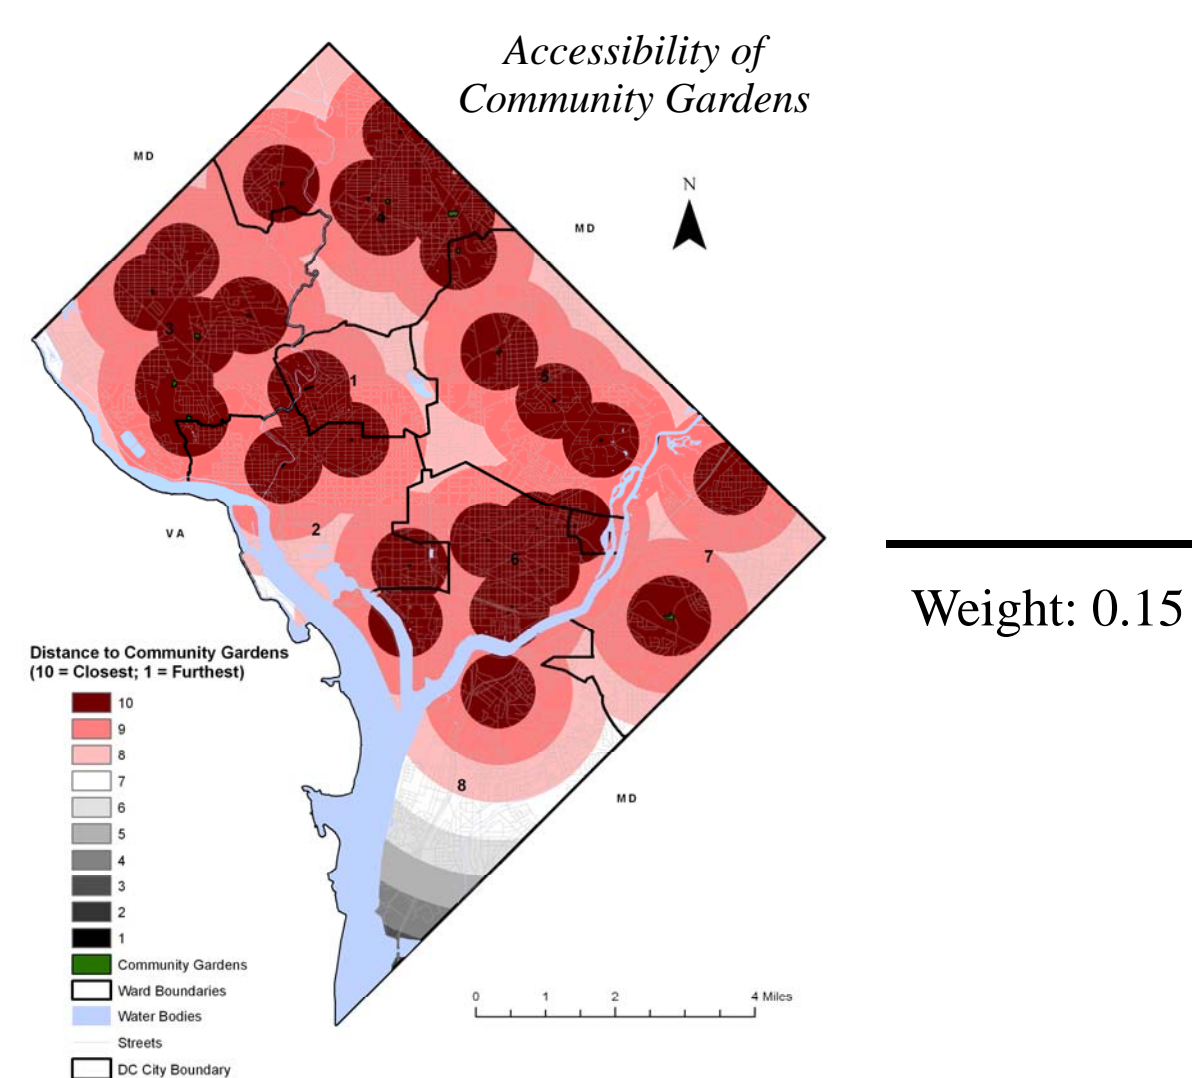 Accessibility of
Community Gardens
MD
N
MD
4
3
1
5
VA
2
6
7
Weight: 0.15
Distance to Community Gardens
(10 = Closest; 1 = Furthest)
10
9
8
7
6
5
4
3
2
1
Community Gardens
Ward Boundaries
Water Bodies
Streets
DC City Boundary
8
MD
0 1 2 4 Miles